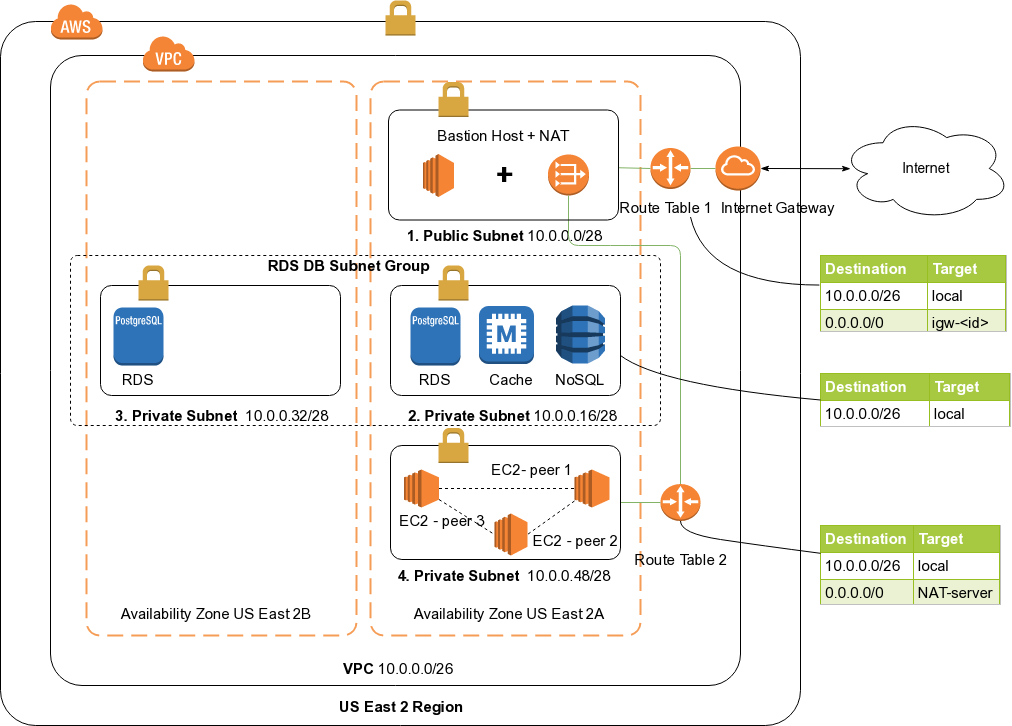 AWS
VPC
Bastion Host + NAT
+
Internet
Route Table 1
Internet Gateway
1. Public Subnet 10.0.0.0/28
RDS DB Subnet Group
Destination Target
10.0.0.0/26 local
0.0.0.0/0 igw-<id>
PostgreSQL
RDS
PostgreSQL
M
RDS Cache NoSQL
3. Private Subnet 10.0.0.32/28
2. Private Subnet 10.0.0.16/28
Destination Target
10.0.0.0/26 local
EC2- peer 1
EC2 - peer 3
EC2 - peer 2
Route Table 2
4. Private Subnet 10.0.0.48/28
Destination Target
10.0.0.0/26 local
0.0.0.0/0 NAT-server
Availability Zone US East 2B
Availability Zone US East 2A
VPC 10.0.0.0/26
US East 2 Region